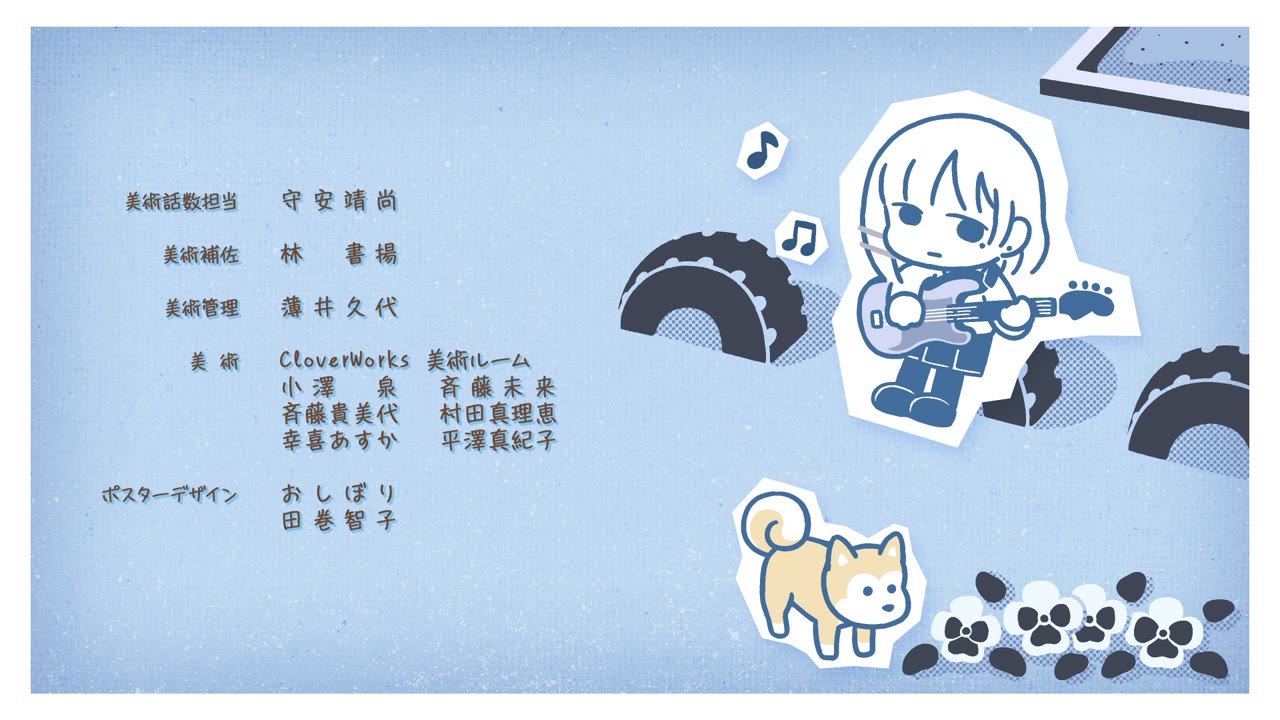 美術話数担当 守安靖尚
美術補佐 林 書揚
美術管理 薄井久代
美術 CloverWorks 美術ルーム
小澤 泉 斉藤未来
斉藤貴美代 村田真理恵
幸喜あすか 平澤真紀子
ポスターデザイン おしぼり
田巻智子